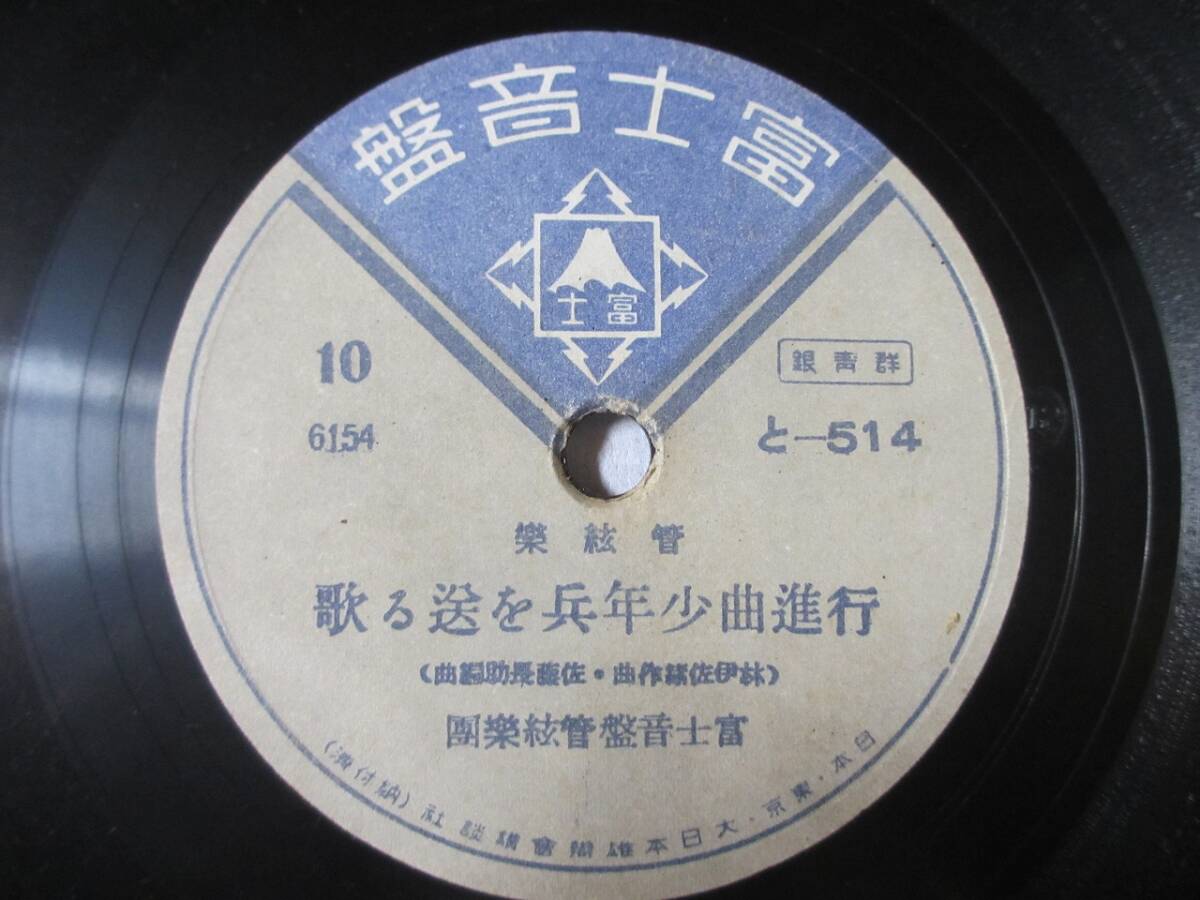 富士音盤
富士
10
群青銀
6154
と—514
管絃樂
行進曲少年兵を送る歌
(林伊佐緒作曲・佐藤長助編曲)
富士音盤管絃樂團
日本・東京・大日本雄辯會講談社(納付濟)